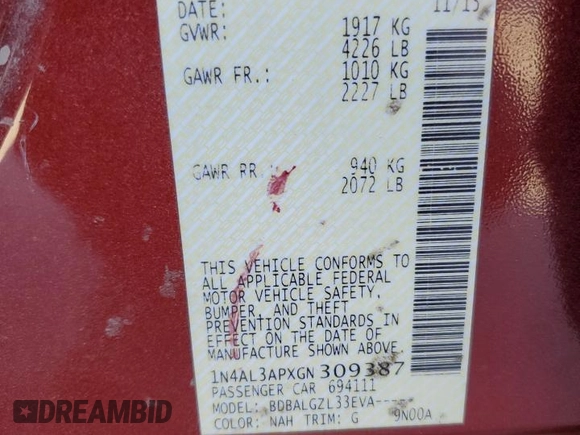 DATE: 11/15
GVWR: 1917 KG
4226 LB
GAWR FR.: 1010 KG
2227 LB
GAWR RR.: 940 KG
2072 LB
THIS VEHICLE CONFORMS TO
ALL APPLICABLE FEDERAL
MOTOR VEHICLE SAFETY,
BUMPER, AND THEFT
PREVENTION STANDARDS IN
EFFECT ON THE DATE OF
MANUFACTURE SHOWN ABOVE.
1N4AL3APXGN309387
PASSENGER CAR 694111
MODEL: BDBALGZL33EVA-----
COLOR: NAH TRIM: G 9N00A
DREAMBID